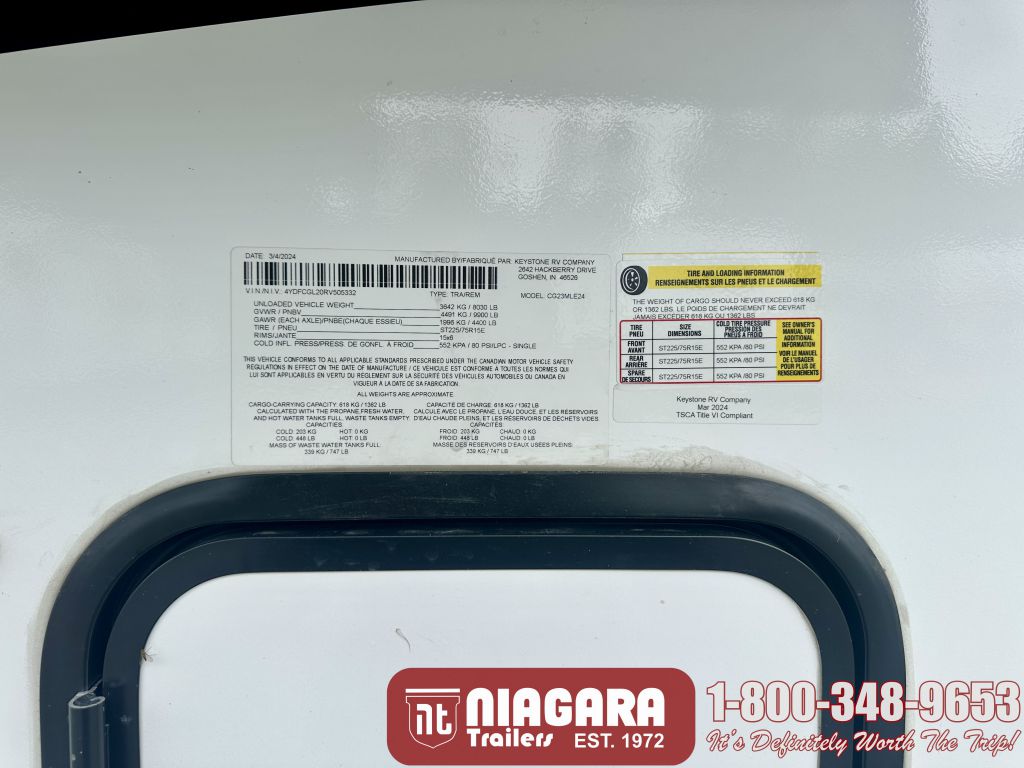 DATE: 3/4/2024
MANUFACTURED BY/FABRIQUÉ PAR: KEYSTONE RV COMPANY
2642 HACKBERRY DRIVE
GOSHEN, IN 46526
V.I.N./N.I.V.: 4YDFCGL20RV505332 TYPE: TRA/REM MODEL: CG23MLE24
UNLOADED VEHICLE WEIGHT 3642 KG / 8030 LB
GVWR / PNBV 4491 KG / 9900 LB
GAWR (EACH AXLE)/PNBE(CHAQUE ESSIEU) 1996 KG / 4400 LB
TIRE / PNEU ST225/75R15E
RIMS/JANTE 15x6
COLD INFL. PRESS/PRESS. DE GONFL. À FROID 552 KPA / 80 PSI/LPC - SINGLE
THIS VEHICLE CONFORMS TO ALL APPLICABLE STANDARDS PRESCRIBED UNDER THE CANADIAN MOTOR VEHICLE SAFETY
REGULATIONS IN EFFECT ON THE DATE OF MANUFACTURE / CE VÉHICULE EST CONFORME À TOUTES LES NORMES QUI
LUI SONT APPLICABLES EN VERTU DU RÈGLEMENT SUR LA SÉCURITÉ DES VÉHICULES AUTOMOBILES DU CANADA EN
VIGUEUR À LA DATE DE SA FABRICATION.
ALL WEIGHTS ARE APPROXIMATE.
CARGO-CARRYING CAPACITY: 618 KG / 1362 LB
CALCULATED WITH THE PROPANE,FRESH WATER,
AND HOT WATER TANKS FULL, WASTE TANKS EMPTY.
CAPACITIES
COLD: 203 KG HOT: 0 KG
COLD: 448 LB HOT: 0 LB
MASS OF WASTE WATER TANKS FULL:
339 KG / 747 LB
CAPACITÉ DE CHARGE: 618 KG / 1362 LB
CALCULÉ AVEC LE PROPANE, L'EAU DOUCE, ET LES RÉSERVOIRS
D'EAU CHAUDE PLEINS, ET LES RÉSERVOIRS DE DÉCHETS VIDES.
CAPACITIES
FROID: 203 KG CHAUD: 0 KG
FROID: 448 LB CHAUD: 0 LB
MASSE DES RÉSERVOIRS D'EAUX USÉES PLEINS:
339 KG / 747 LB
TIRE AND LOADING INFORMATION
RENSEIGNEMENTS SUR LES PNEUS ET LE CHARGEMENT
THE WEIGHT OF CARGO SHOULD NEVER EXCEED 618 KG
OR 1362 LBS. LE POIDS DE CHARGEMENT NE DEVRAIT
JAMAIS EXCÉDER 618 KG OU 1362 LBS
TIRE
PNEU
SIZE
DIMENSIONS
COLD TIRE PRESSURE
PRESSION DES
PNEUS À FROID
FRONT
AVANT
ST225/75R15E 552 KPA /80 PSI
REAR
ARRIÈRE
ST225/75R15E 552 KPA /80 PSI
SPARE
DE SECOURS
ST225/75R15E 552 KPA /80 PSI
SEE OWNER'S
MANUAL FOR
ADDITIONAL
INFORMATION
VOIR LE MANUEL
DE L'USAGER
POUR PLUS DE
RENSEIGNEMENTS
Keystone RV Company
Mar 2024
TSCA Title VI Compliant
nt NIAGARA
Trailers EST. 1972
1-800-348-9653
It's Definitely Worth The Trip!